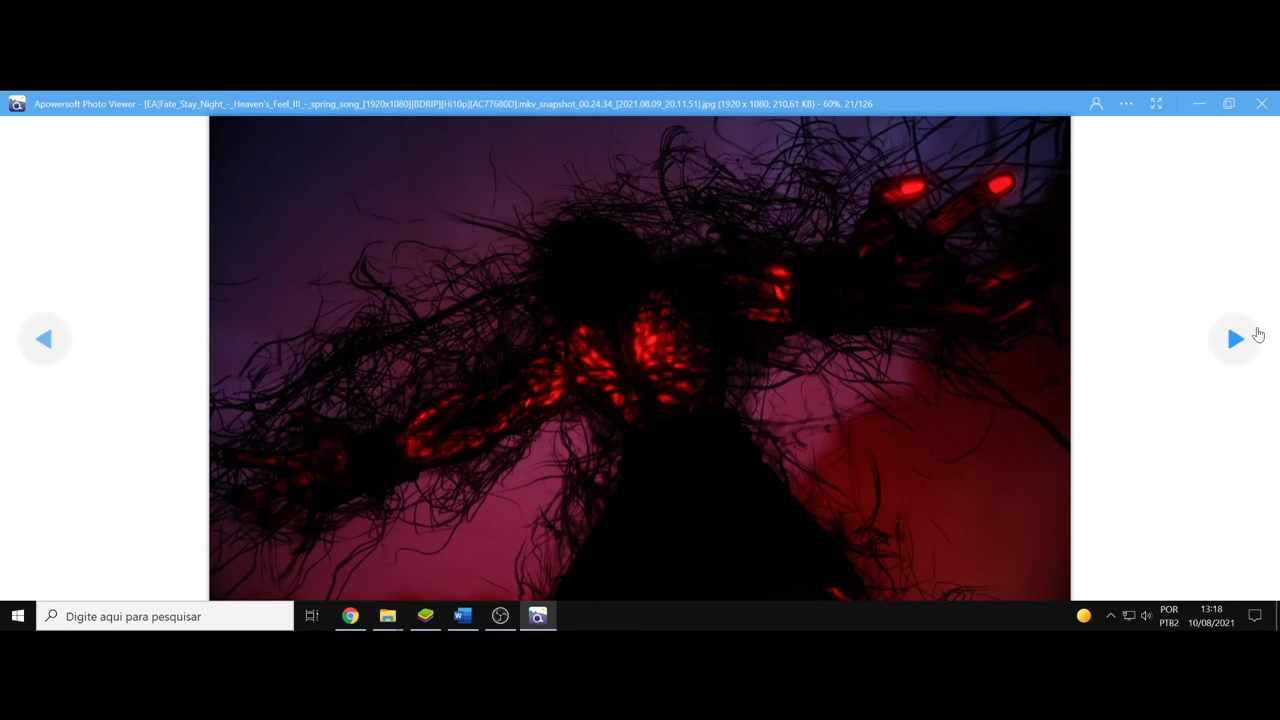 Apowersoft Photo Viewer - [EA]Fate_Stay_Night_-_Heaven's_Feel_III_-_spring_song_[1920x1080][BDRIP][Hi10p][AC77680D].mkv_snapshot_00.24.34_[2021.08.09_20.11.51].jpg (1920 x 1080, 210,61 KB) - 60%, 21/126
Digite aqui para pesquisar
POR
PTB2
13:18
10/08/2021